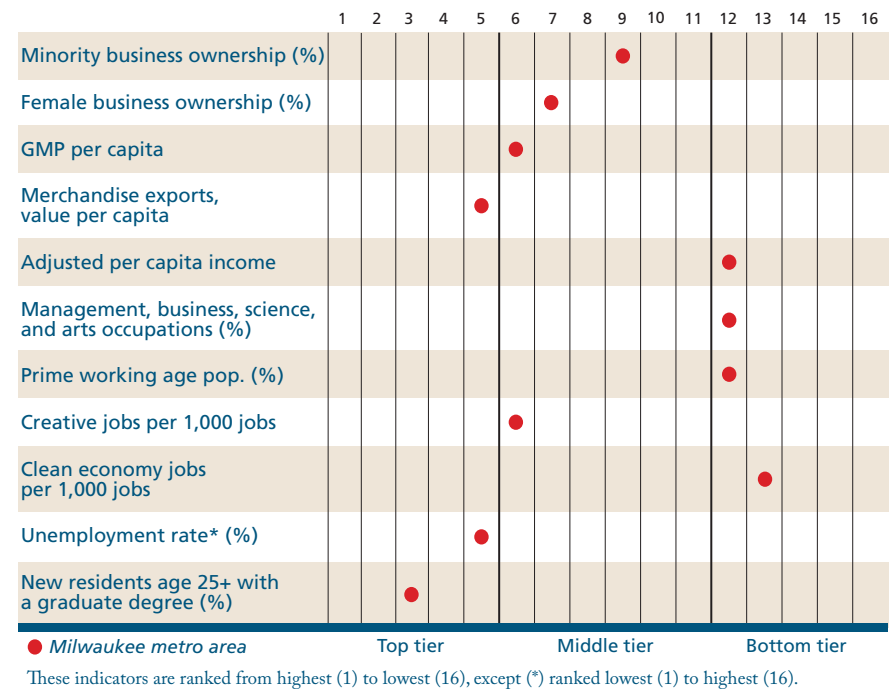 1 2 3 4 5 6 7 8 9 10 11 12 13 14 15 16
Minority business ownership (%)
Female business ownership (%)
GMP per capita
Merchandise exports,
value per capita
Adjusted per capita income
Management, business, science,
and arts occupations (%)
Prime working age pop. (%)
Creative jobs per 1,000 jobs
Clean economy jobs
per 1,000 jobs
Unemployment rate* (%)
New residents age 25+ with
a graduate degree (%)
Milwaukee metro area Top tier Middle tier Bottom tier
These indicators are ranked from highest (1) to lowest (16), except (*) ranked lowest (1) to highest (16).